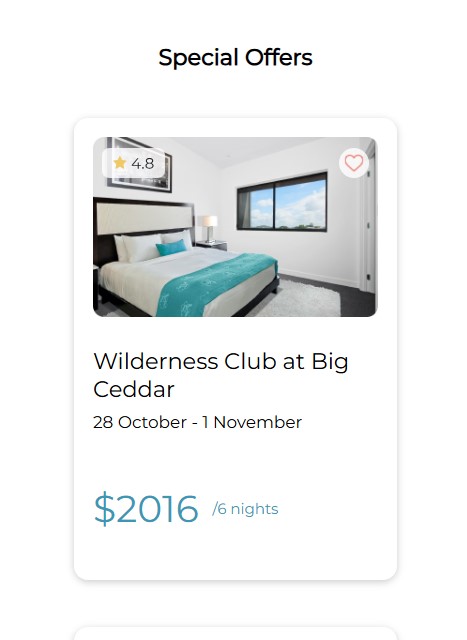 Special Offers
4.8
Wilderness Club at Big
Ceddar
28 October - 1 November
$2016 /6 nights